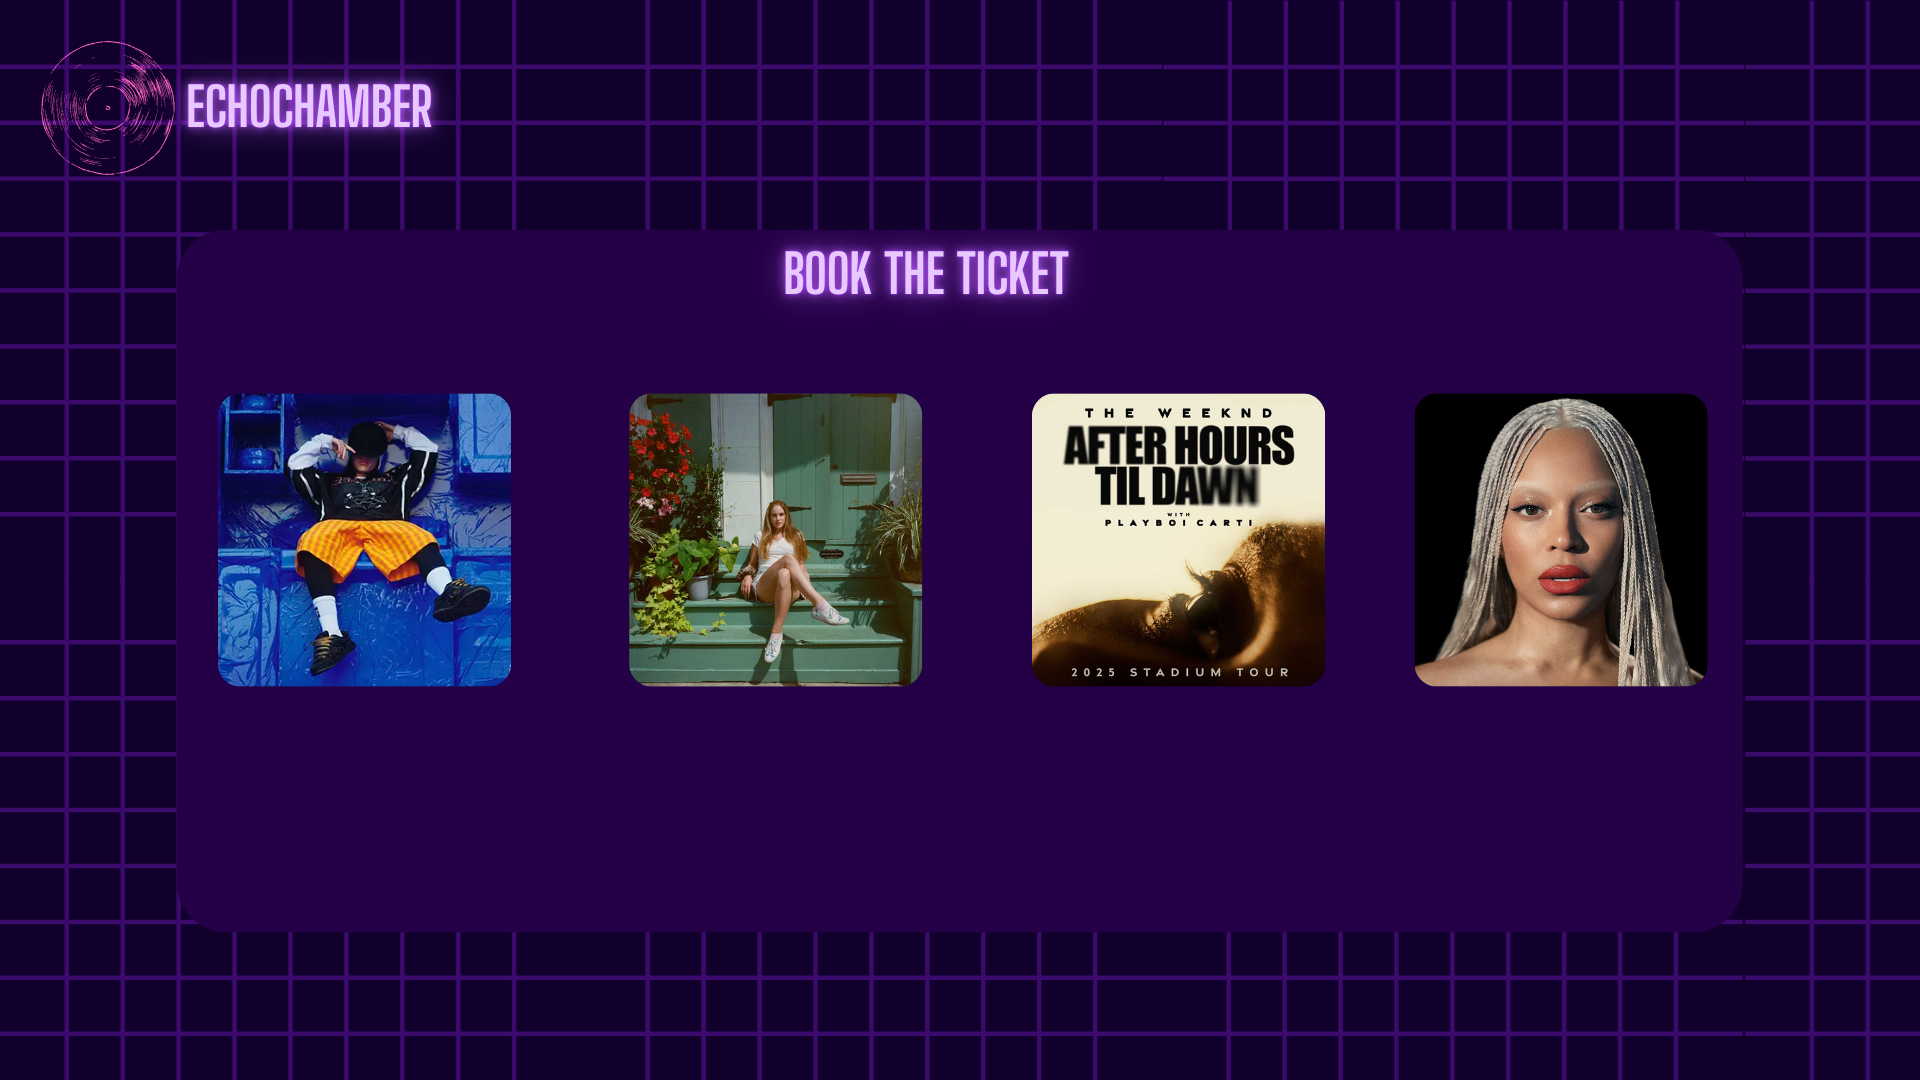 ECHOCHAMBER
BOOK THE TICKET
THE WEEKND
AFTER HOURS
TIL DAWN
WITH
PLAYBOI CARTI
2025 STADIUM TOUR